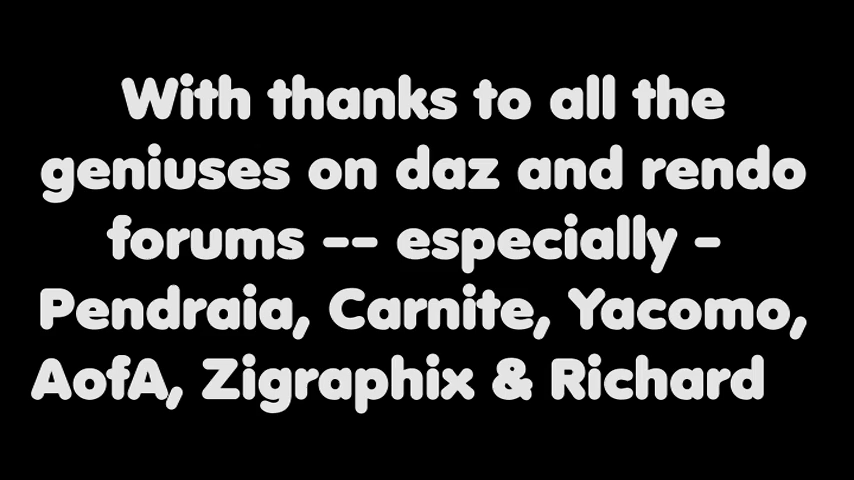 With thanks to all the
geniuses on daz and rendo
forums -- especially -
Pendraia, Carnite, Yacomo,
AofA, Zigraphix & Richard